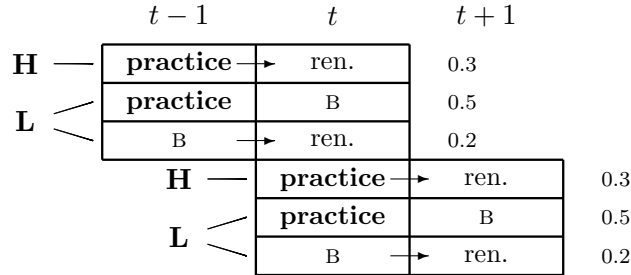 t − 1 t t + 1
H practice ren. 0.3
L practice B 0.5
B ren. 0.2
H practice ren. 0.3
L practice B 0.5
B ren. 0.2